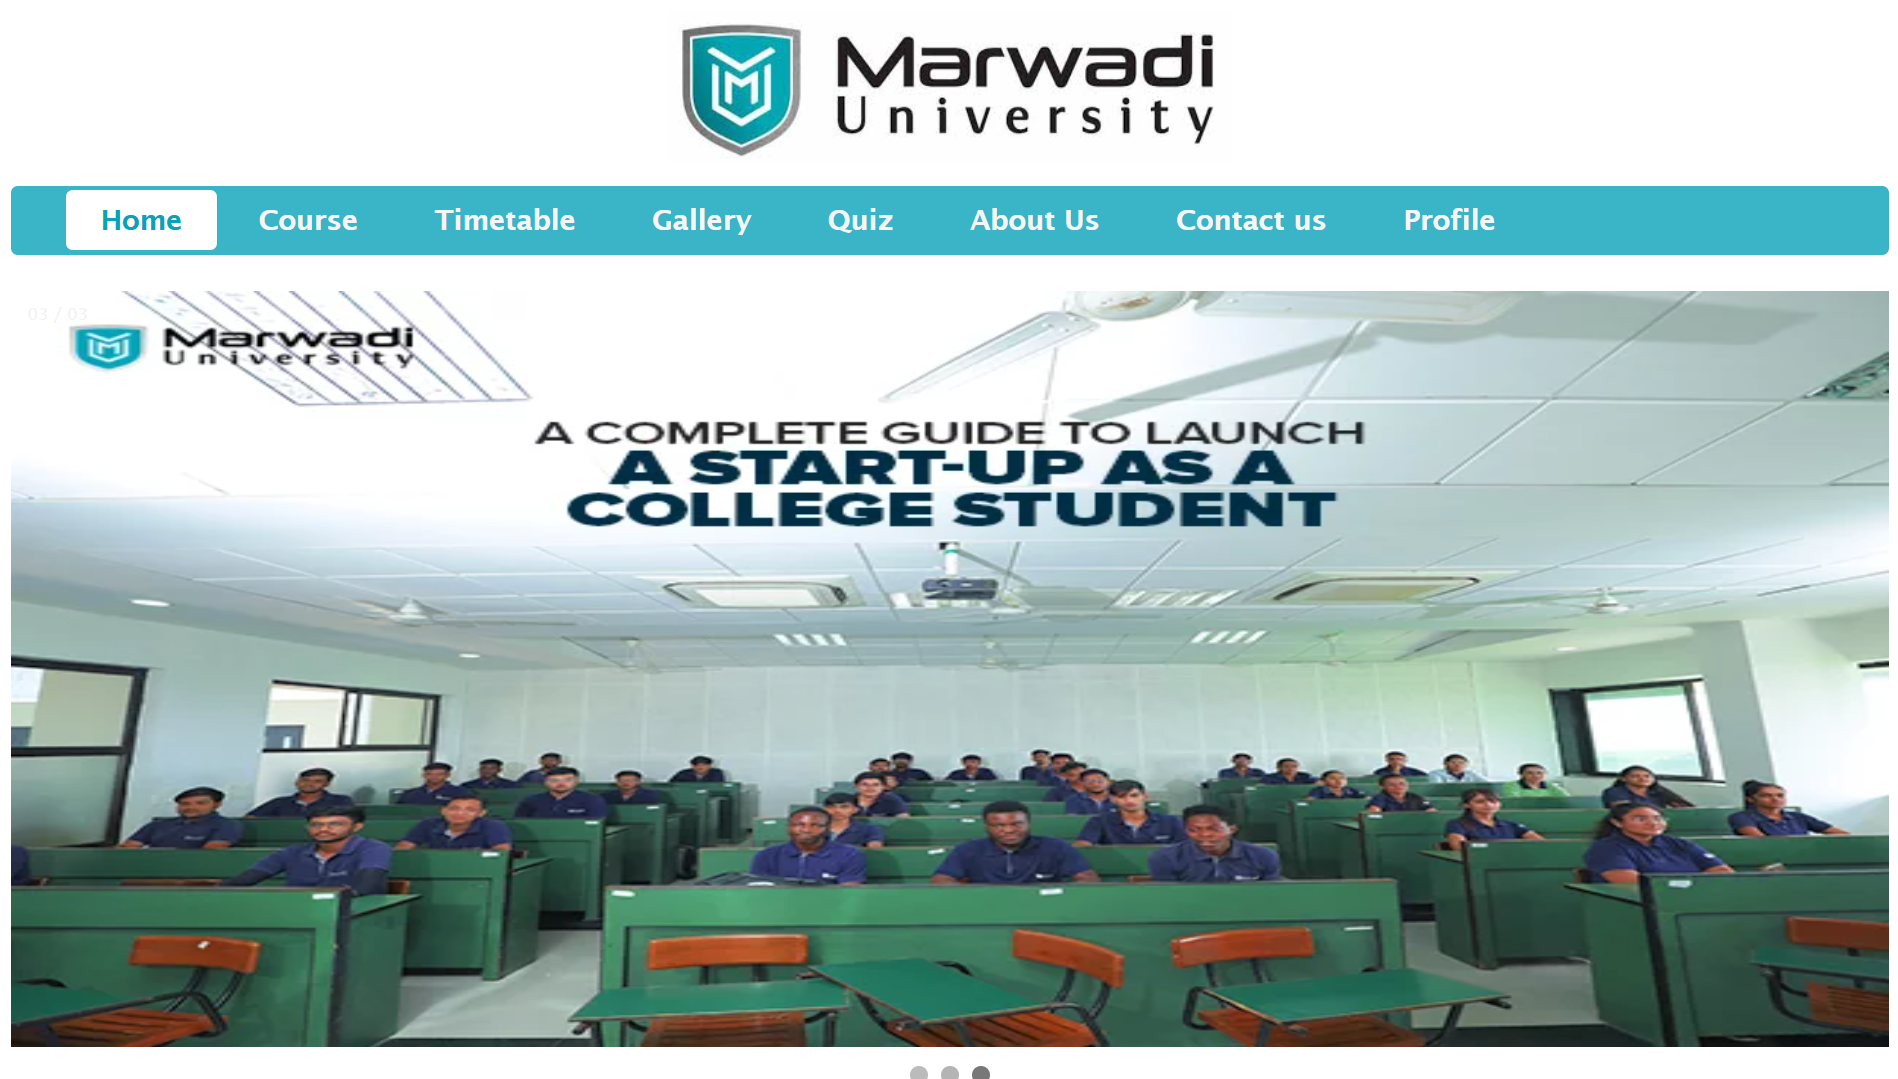 Marwadi
University
Home Course Timetable Gallery Quiz About Us Contact us Profile
03 / 03
Marwadi
University
A COMPLETE GUIDE TO LAUNCH
A START-UP AS A
COLLEGE STUDENT